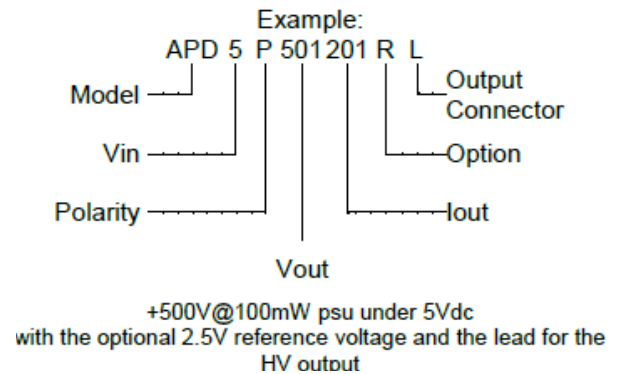 Example:
APD 5 P 501201 R L
Model
Output
Connector
Vin
Option
Polarity
Iout
Vout
+500V@100mW psu under 5Vdc
with the optional 2.5V reference voltage and the lead for the
HV output